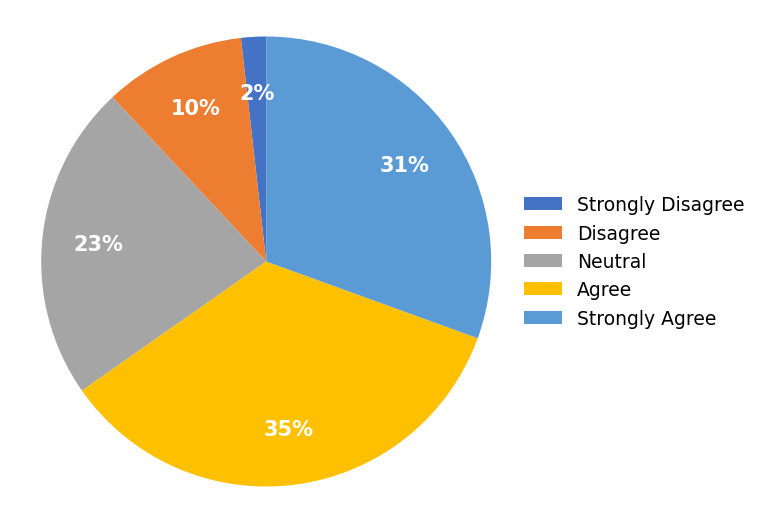 2%
10%
31%
23%
35%
Strongly Disagree
Disagree
Neutral
Agree
Strongly Agree